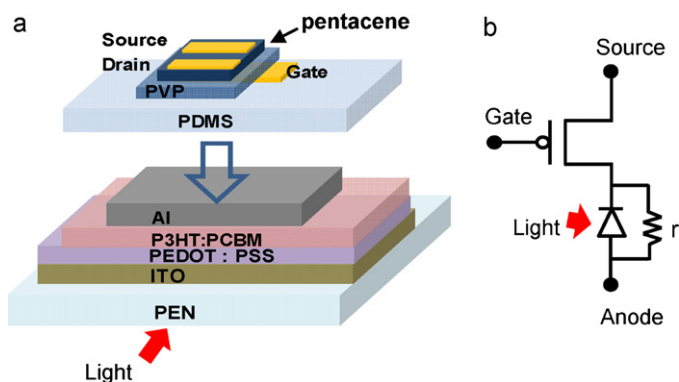 a
pentacene
Source
Drain
Gate
PVP
PDMS
Al
P3HT:PCBM
PEDOT : PSS
ITO
PEN
Light
b
Source
Gate
Light
r
Anode